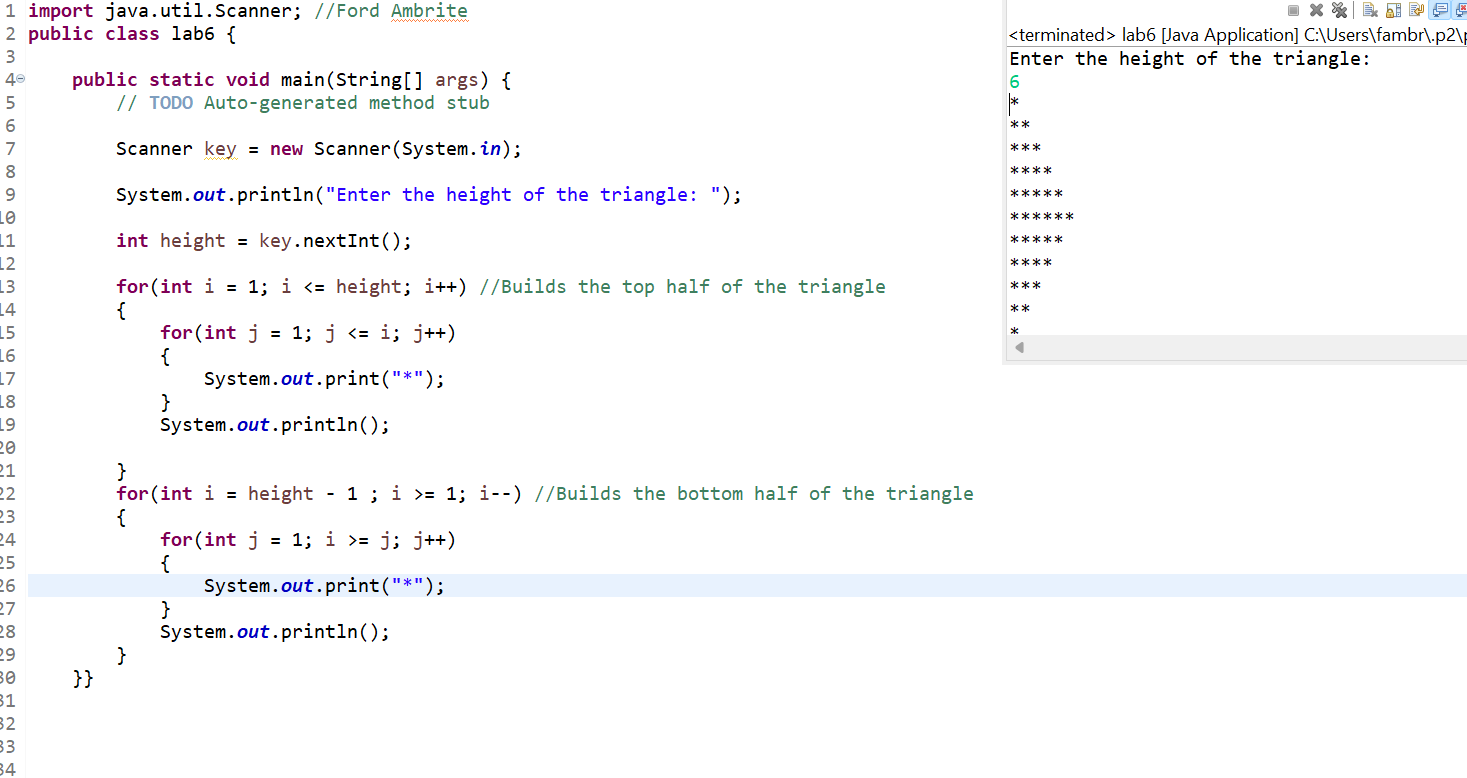 1 import java.util.Scanner; //Ford Ambrite
2 public class lab6 {
3
4 public static void main(String[] args) {
5 // TODO Auto-generated method stub
6
7 Scanner key = new Scanner(System.in);
8
9 System.out.println("Enter the height of the triangle: ");
10
11 int height = key.nextInt();
12
13 for(int i = 1; i <= height; i++) //Builds the top half of the triangle
14 {
15 for(int j = 1; j <= i; j++)
16 {
17 System.out.print("*");
18 }
19 System.out.println();
20
21 }
22 for(int i = height - 1 ; i >= 1; i--) //Builds the bottom half of the triangle
23 {
24 for(int j = 1; i >= j; j++)
25 {
26 System.out.print("*");
27 }
28 System.out.println();
29 }
30 }}
31
32
33
34
<terminated> lab6 [Java Application] C:\Users\fambr\.p2\p
Enter the height of the triangle:
6
*
**
***
****
*****
******
*****
****
***
**
*